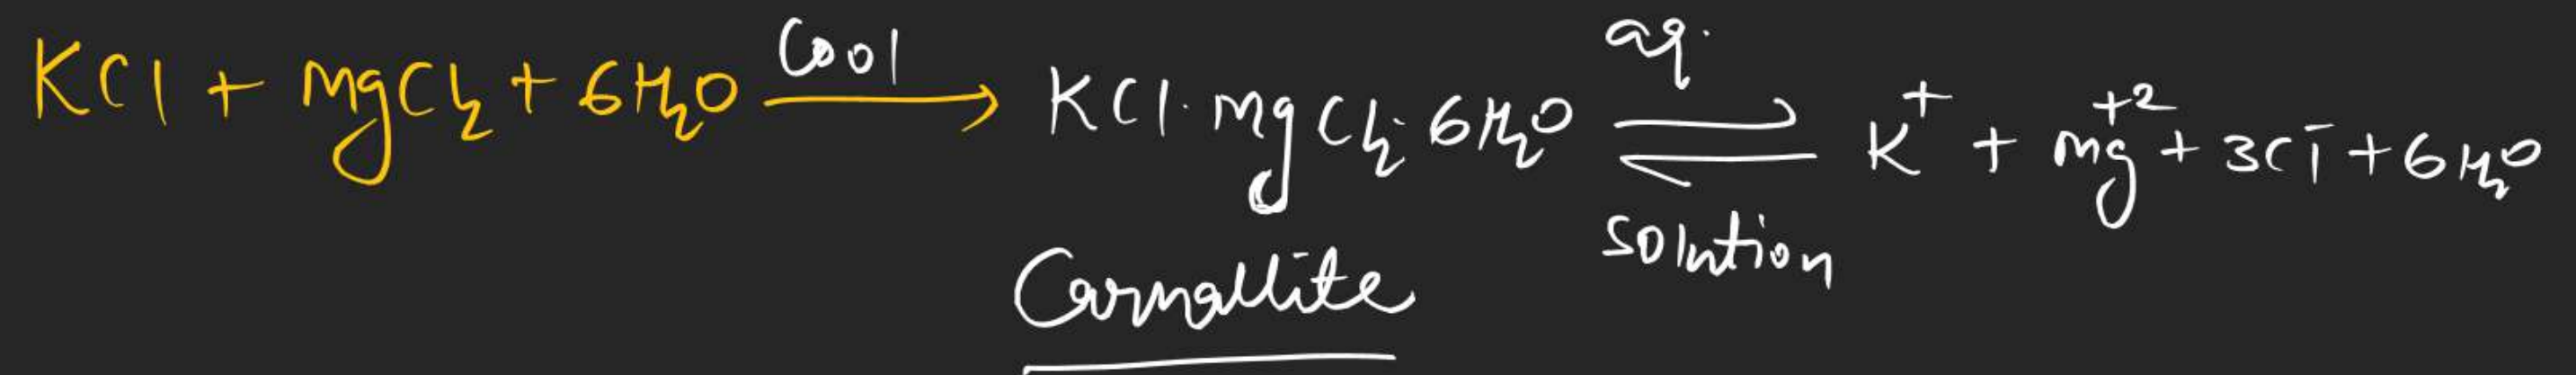 KCl + MgCl₂ + 6H₂O —Cool→ KCl·MgCl₂·6H₂O ⇌ aq. solution K⁺ + Mg⁺² + 3Cl⁻ + 6H₂O
Carnallite